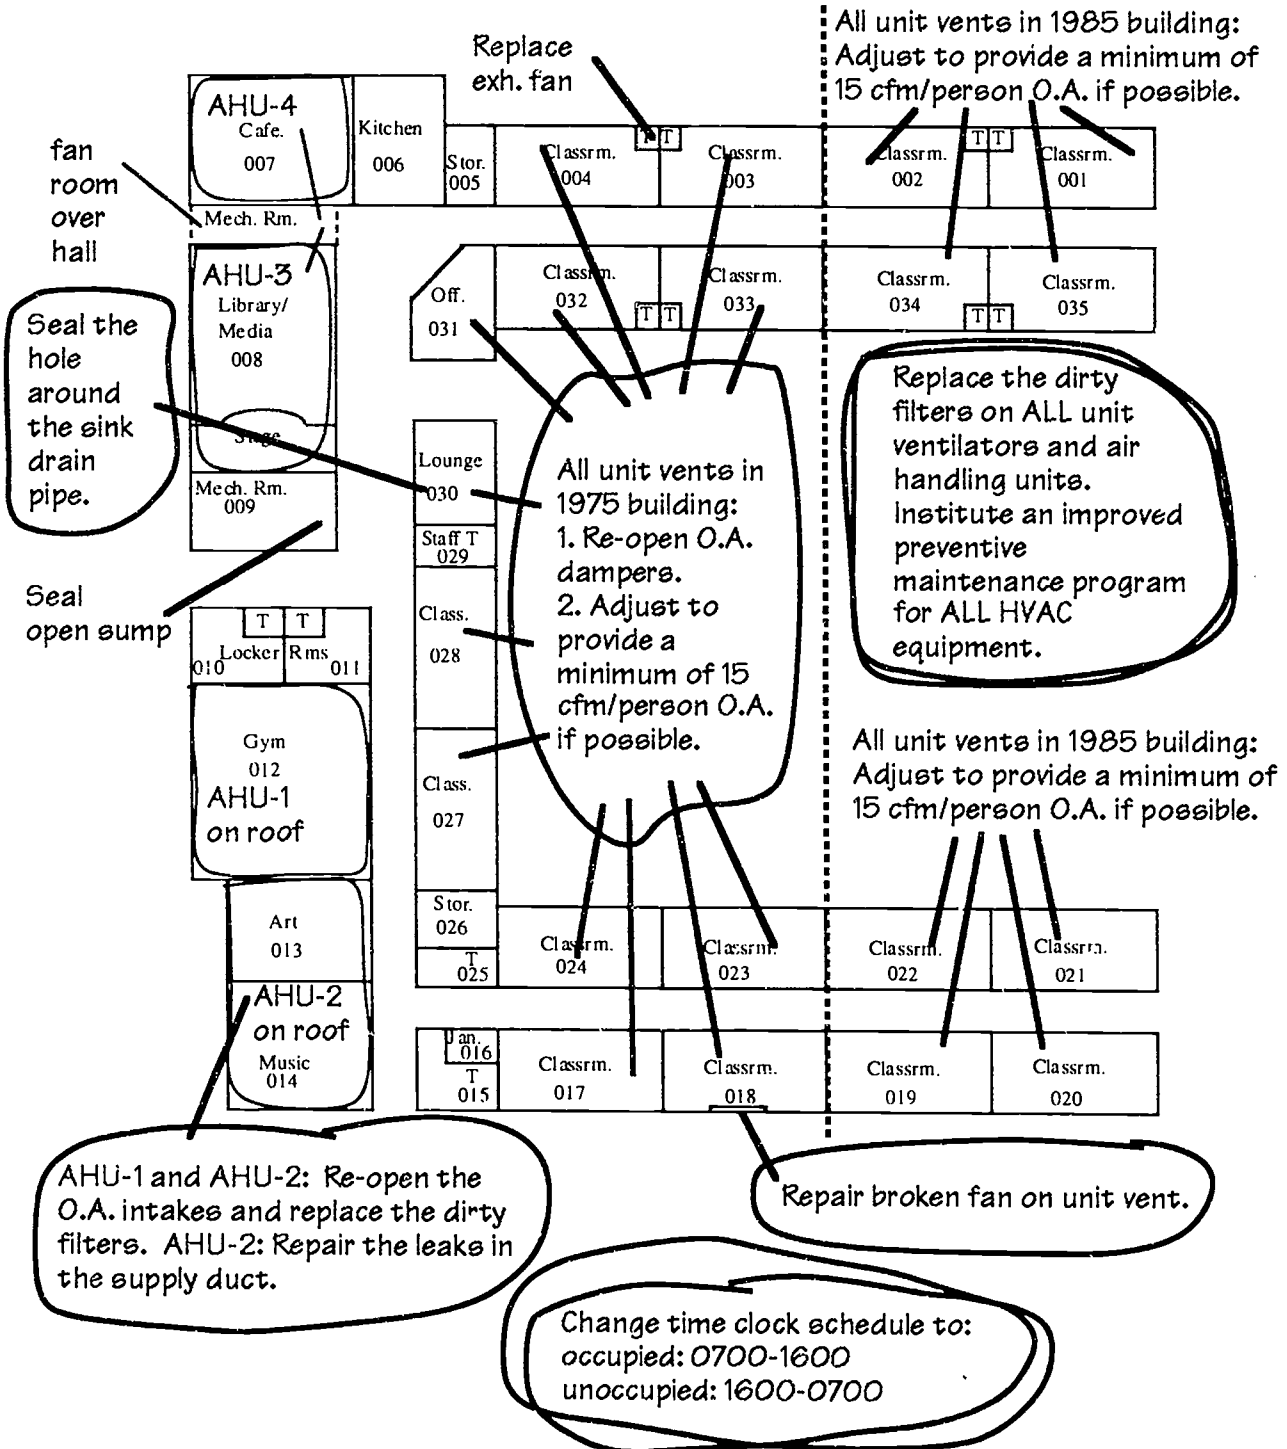 All unit vents in 1985 building:
Adjust to provide a minimum of
15 cfm/person O.A. if possible.
Replace
exh. fan
AHU-4
Cafe.
007
Kitchen
006
Stor.
005
Classrm.
004
T T
Classrm.
003
Classrm.
002
T T
Classrm.
001
fan
room
over
hall
Mech. Rm.
AHU-3
Library/
Media
008
Stage
Mech. Rm.
009
Off.
031
Classrm.
032
T T
Classrm.
033
Classrm.
034
T T
Classrm.
035
Seal the
hole
around
the sink
drain
pipe.
Seal
open sump
Lounge
030
Staff T
029
Class.
028
Class.
027
Stor.
026
T
025
All unit vents in
1975 building:
1. Re-open O.A.
dampers.
2. Adjust to
provide a
minimum of 15
cfm/person O.A.
if possible.
Replace the dirty
filters on ALL unit
ventilators and air
handling units.
Institute an improved
preventive
maintenance program
for ALL HVAC
equipment.
T T
Locker Rms
010 011
Gym
012
AHU-1
on roof
Art
013
AHU-2
on roof
Music
014
All unit vents in 1985 building:
Adjust to provide a minimum of
15 cfm/person O.A. if possible.
Classrm.
024
Classrm.
023
Classrm.
022
Classrm.
021
Jan.
016
T
015
Classrm.
017
Classrm.
018
Classrm.
019
Classrm.
020
AHU-1 and AHU-2: Re-open the
O.A. intakes and replace the dirty
filters. AHU-2: Repair the leaks in
the supply duct.
Repair broken fan on unit vent.
Change time clock schedule to:
occupied: 0700-1600
unoccupied: 1600-0700